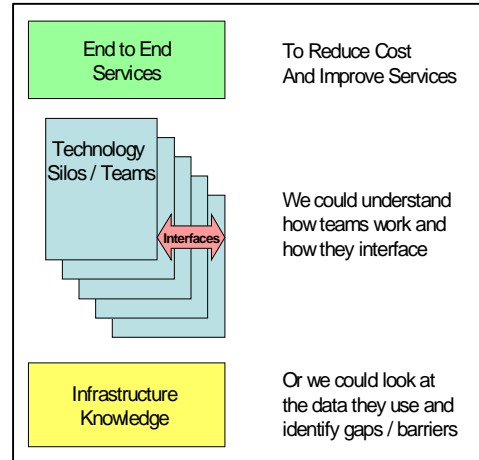 End to End
Services
To Reduce Cost
And Improve Services
Technology
Silos / Teams
Interfaces
We could understand
how teams work and
how they interface
Infrastructure
Knowledge
Or we could look at
the data they use and
identify gaps / barriers